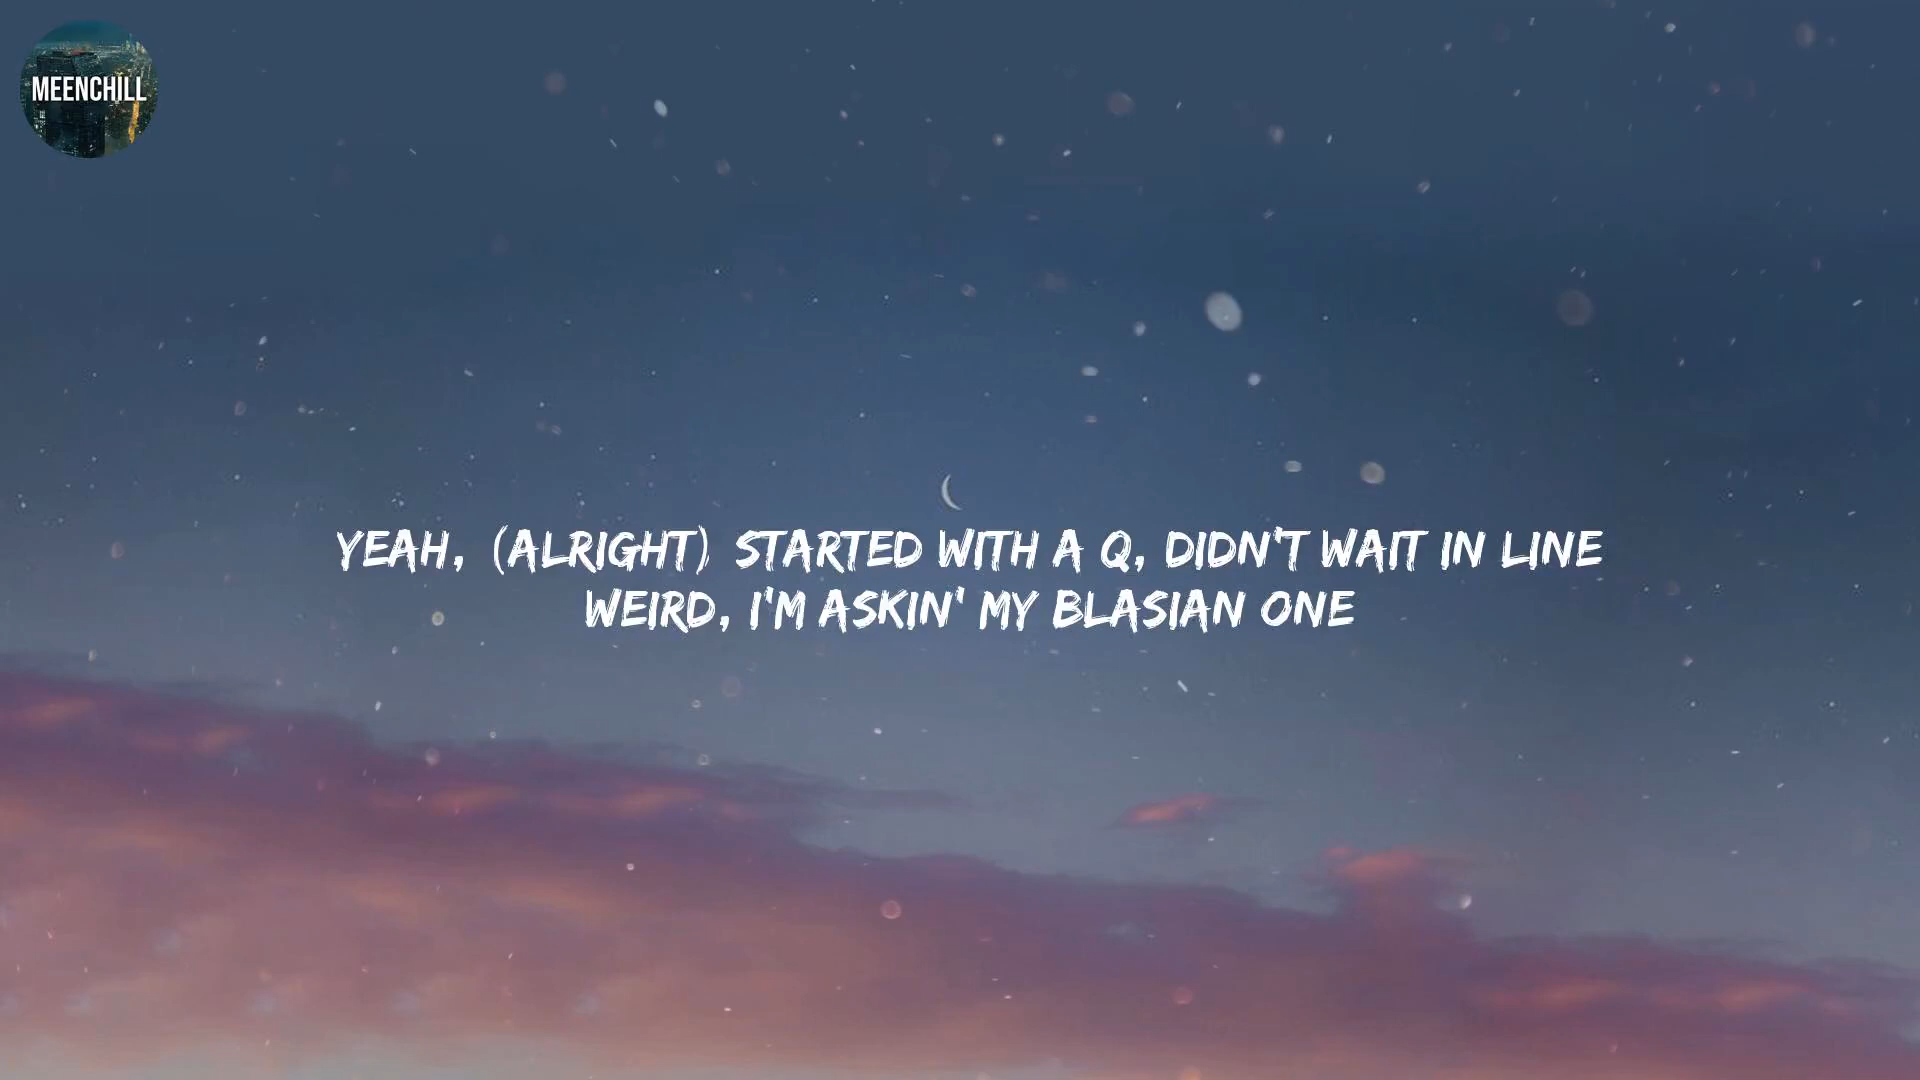 MEENCHILL
YEAH, (ALRIGHT) STARTED WITH A Q, DIDN'T WAIT IN LINE
WEIRD, I'M ASKIN' MY BLASIAN ONE